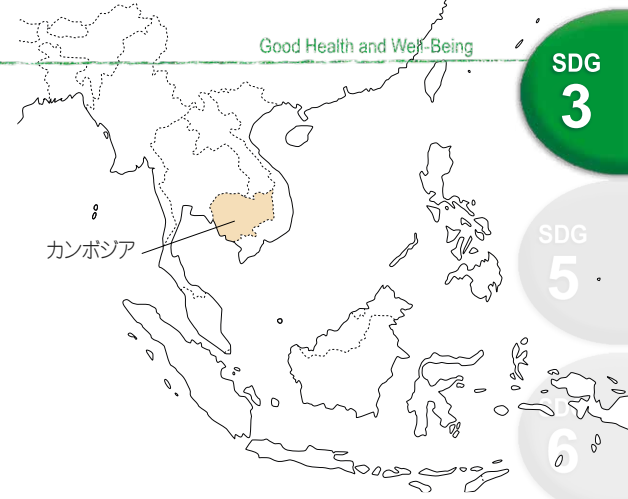 Good Health and Well-Being
SDG
3
カンボジア
SDG
5
SDG
6